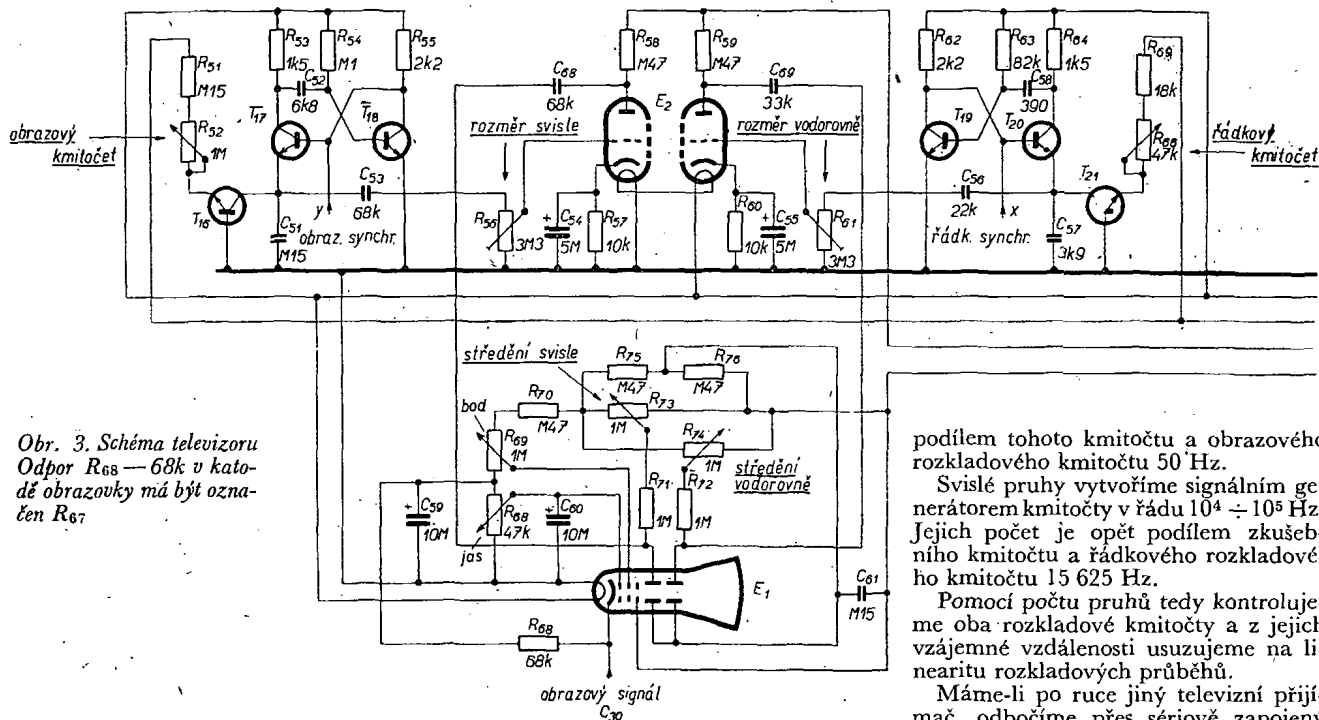 R51
M15
R52
1M
obrazový
kmitočet
T16
R53
1k5
R54
M1
R55
2k2
C52
6k8
T17
T18
C53
68k
C51
M15
y
obraz. synchr.
R58
M47
R59
M47
C68
68k
C69
33k
E2
rozměr svisle
rozměr vodorovně
R56
3M3
C54
5M
R57
10k
R60
10k
C55
5M
R61
3M3
R62
2k2
R63
82k
R64
1k5
C58
390
T19
T20
C56
22k
x
řádk. synchr.
C57
3k9
T21
18k
47k
řádkový
kmitočet
středění svisle
R75
M47
R76
M47
R70
M47
R73
1M
R74
1M
středění
vodorovně
bod
R69
1M
R71
1M
R72
1M
C59
10M
R68
47k
C60
10M
jas
E1
C61
M15
R68
68k
obrazový signál
C30
Obr. 3. Schéma televizoru
Odpor R68 — 68k v kato-
dě obrazovky má být ozna-
čen R67
podílem tohoto kmitočtu a obrazového
rozkladového kmitočtu 50 Hz.
Svislé pruhy vytvoříme signálním ge-
nerátorem kmitočty v řádu 10⁴ ÷ 10⁵ Hz
Jejich počet je opět podílem zkušeb-
ního kmitočtu a řádkového rozkladové-
ho kmitočtu 15 625 Hz.
Pomocí počtu pruhů tedy kontroluje-
me oba rozkladové kmitočty a z jejich
vzájemné vzdálenosti usuzujeme na li-
nearitu rozkladových průběhů.
Máme-li po ruce jiný televizní přijí-
mač, odbočíme přes sériově zapojený